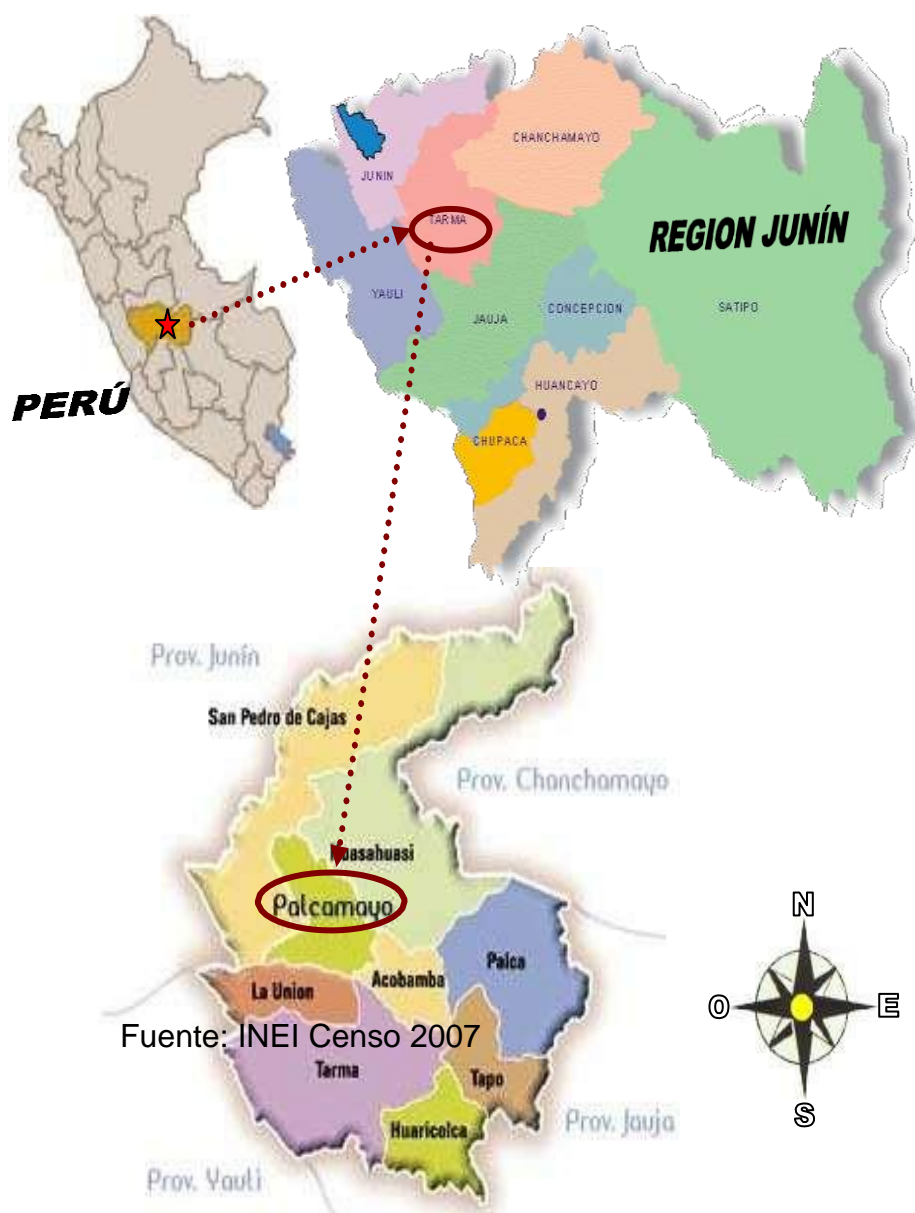 CHANCHAMAYO
JUNIN
TARMA
REGION JUNÍN
YAULI
CONCEPCION
SATIPO
JAUJA
PERÚ
HUANCAYO
CHUPACA
Prov. Junín
San Pedro de Cajas
Prov. Chanchamayo
Huasahuasi
Palcamayo
N
Palca
Acobamba
La Union
O
E
Fuente: INEI Censo 2007
Tarma
Tapo
S
Prov. Jauja
Huaricolca
Prov. Yauli